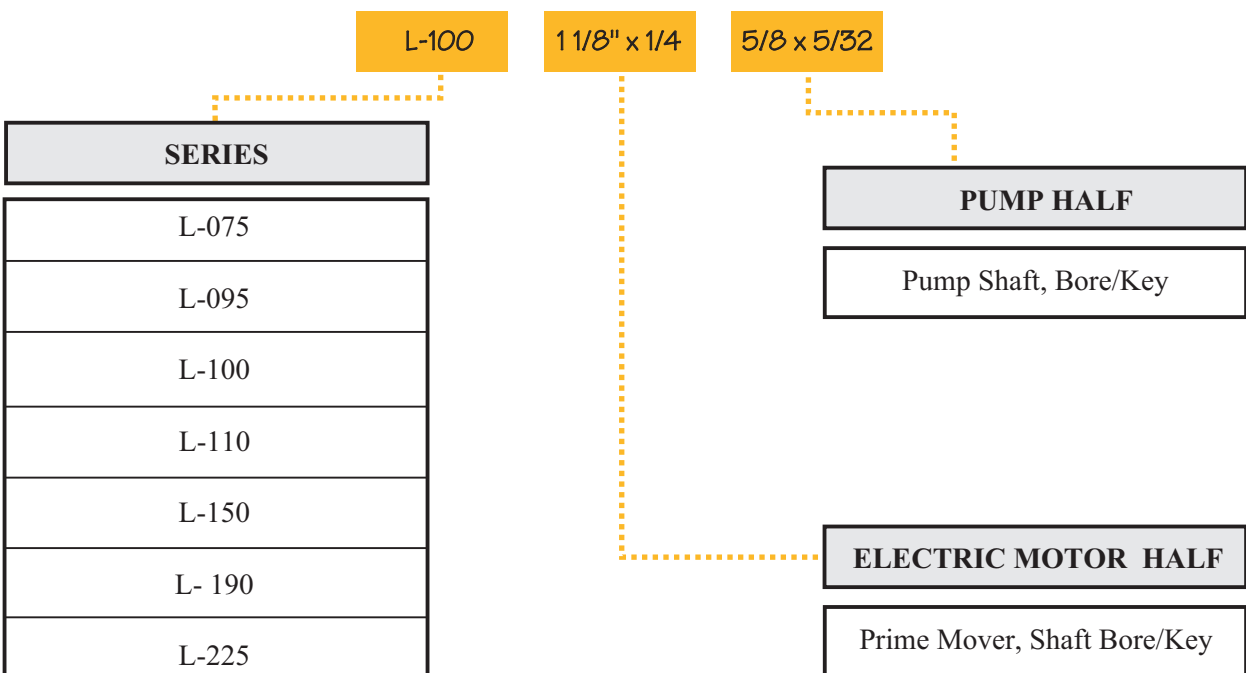 L-100 1 1/8" x 1/4 5/8 x 5/32
SERIES
L-075
L-095
L-100
L-110
L-150
L- 190
L-225
PUMP HALF
Pump Shaft, Bore/Key
ELECTRIC MOTOR HALF
Prime Mover, Shaft Bore/Key